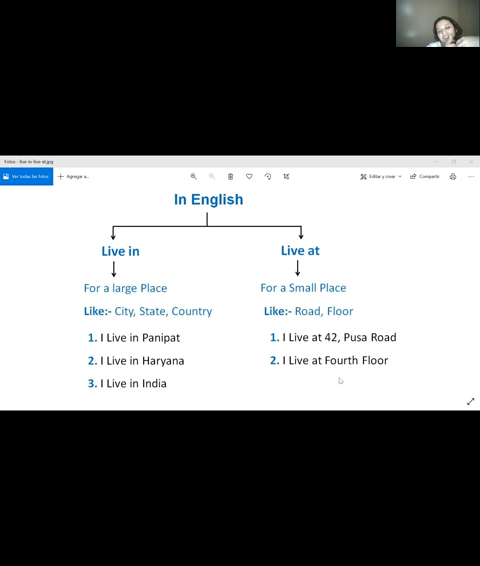 Fotos - live-in-live-at.jpg
Ver todas las fotos
Agregar a...
Editar y crear
Compartir
In English
Live in
Live at
For a large Place
For a Small Place
Like:- City, State, Country
Like:- Road, Floor
1. I Live in Panipat
1. I Live at 42, Pusa Road
2. I Live in Haryana
2. I Live at Fourth Floor
3. I Live in India